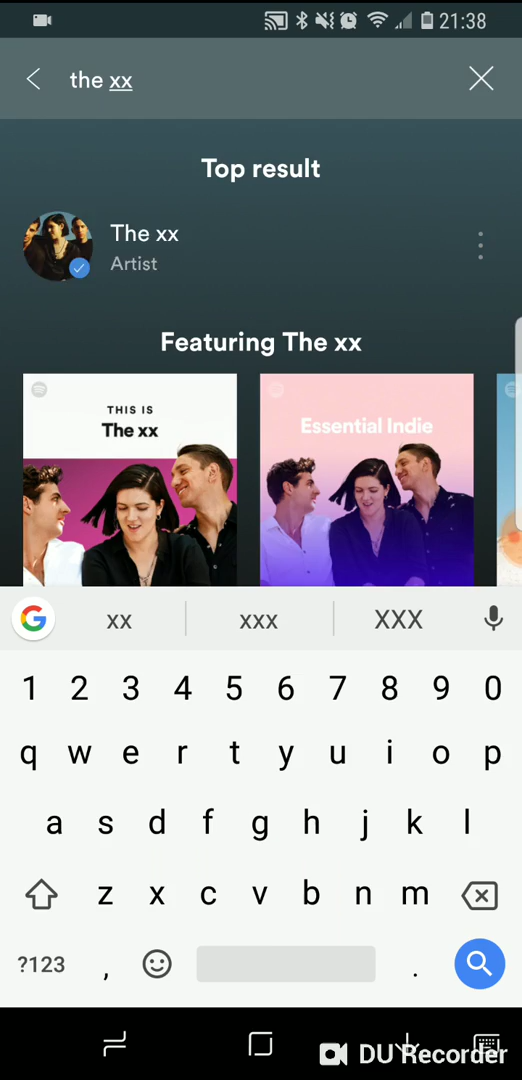 21:38
the xx
Top result
The xx
Artist
Featuring The xx
THIS IS
The xx
Essential Indie
xx xxx XXX
1 2 3 4 5 6 7 8 9 0
q w e r t y u i o p
a s d f g h j k l
z x c v b n m
?123 , .
DU Recorder